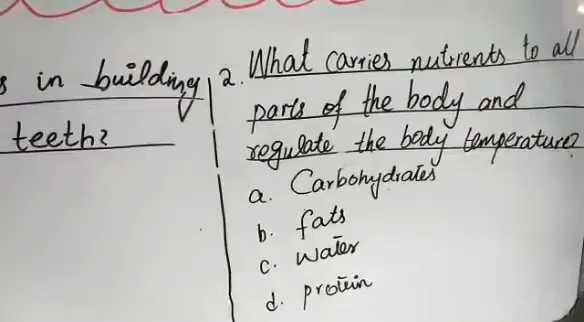 s in building
teeth?
2. What carries nutrients to all
parts of the body and
regulate the body temperature?
a. Carbohydrates
b. fats
c. water
d. protein